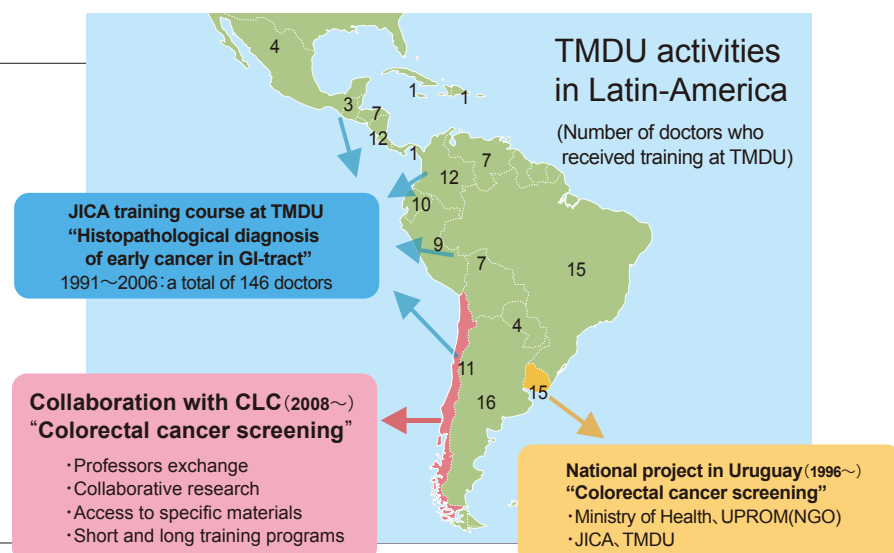 TMDU activities
in Latin-America
(Number of doctors who
received training at TMDU)
4
3
7
12
1
1
1
12
7
10
9
7
15
4
11
16
15
JICA training course at TMDU
“Histopathological diagnosis
of early cancer in GI-tract”
1991～2006：a total of 146 doctors
Collaboration with CLC（2008～）
“Colorectal cancer screening”
・Professors exchange
・Collaborative research
・Access to specific materials
・Short and long training programs
National project in Uruguay（1996～）
“Colorectal cancer screening”
・Ministry of Health、UPROM(NGO)
・JICA、TMDU